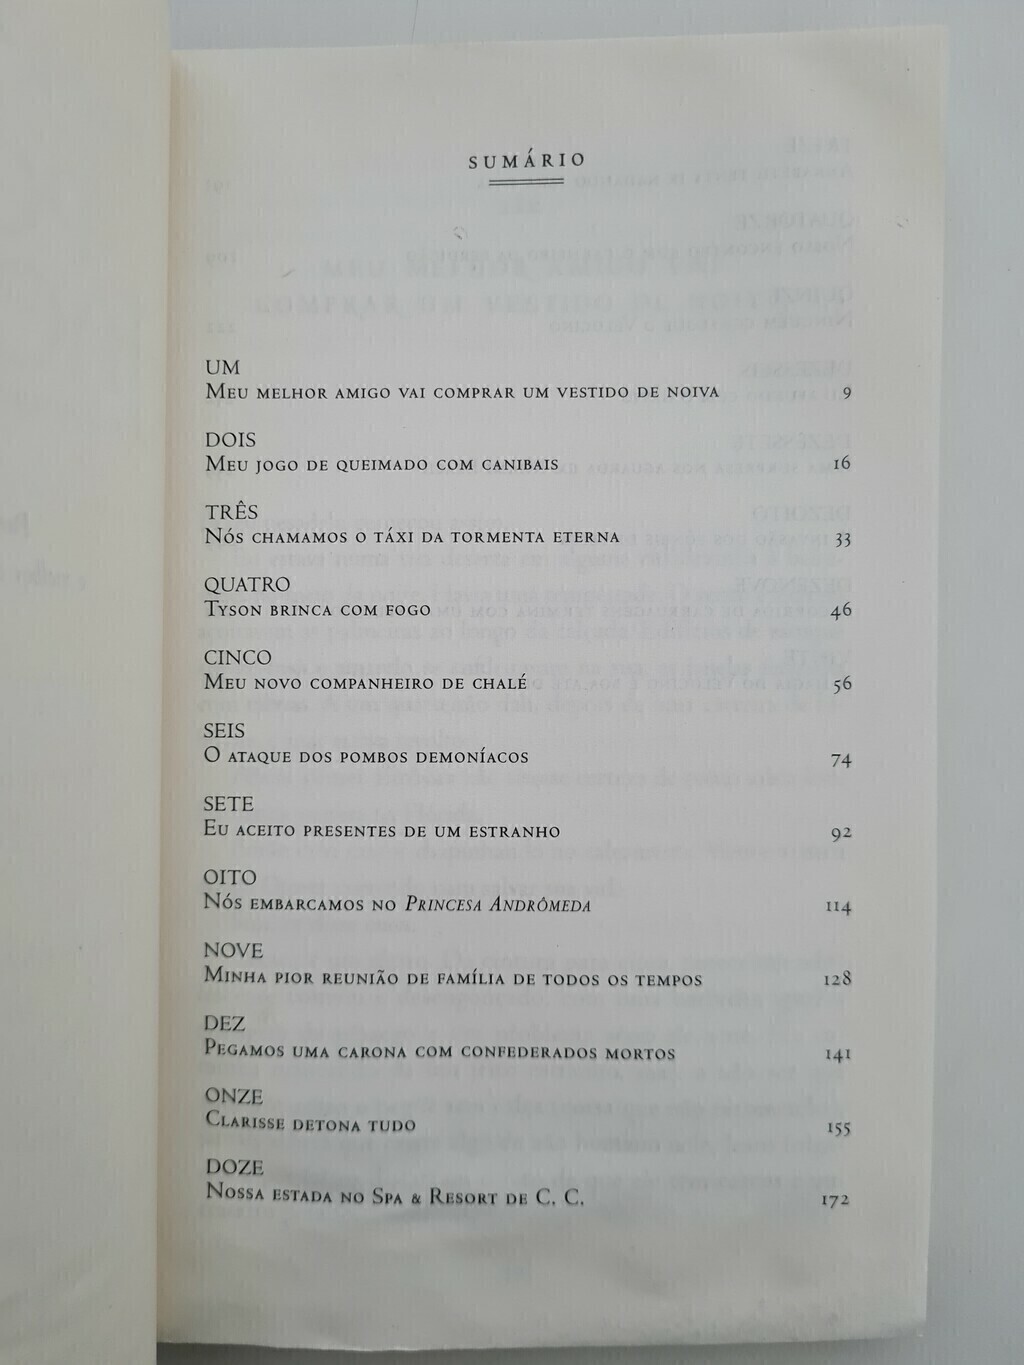 SUMÁRIO
UM
Meu melhor amigo vai comprar um vestido de noiva 9
DOIS
Meu jogo de queimado com canibais 16
TRÊS
Nós chamamos o táxi da tormenta eterna 33
QUATRO
Tyson brinca com fogo 46
CINCO
Meu novo companheiro de chalé 56
SEIS
O ataque dos pombos demoníacos 74
SETE
Eu aceito presentes de um estranho 92
OITO
Nós embarcamos no Princesa Andrômeda 114
NOVE
Minha pior reunião de família de todos os tempos 128
DEZ
Pegamos uma carona com confederados mortos 141
ONZE
Clarisse detona tudo 155
DOZE
Nossa estada no Spa & Resort de C. C. 172